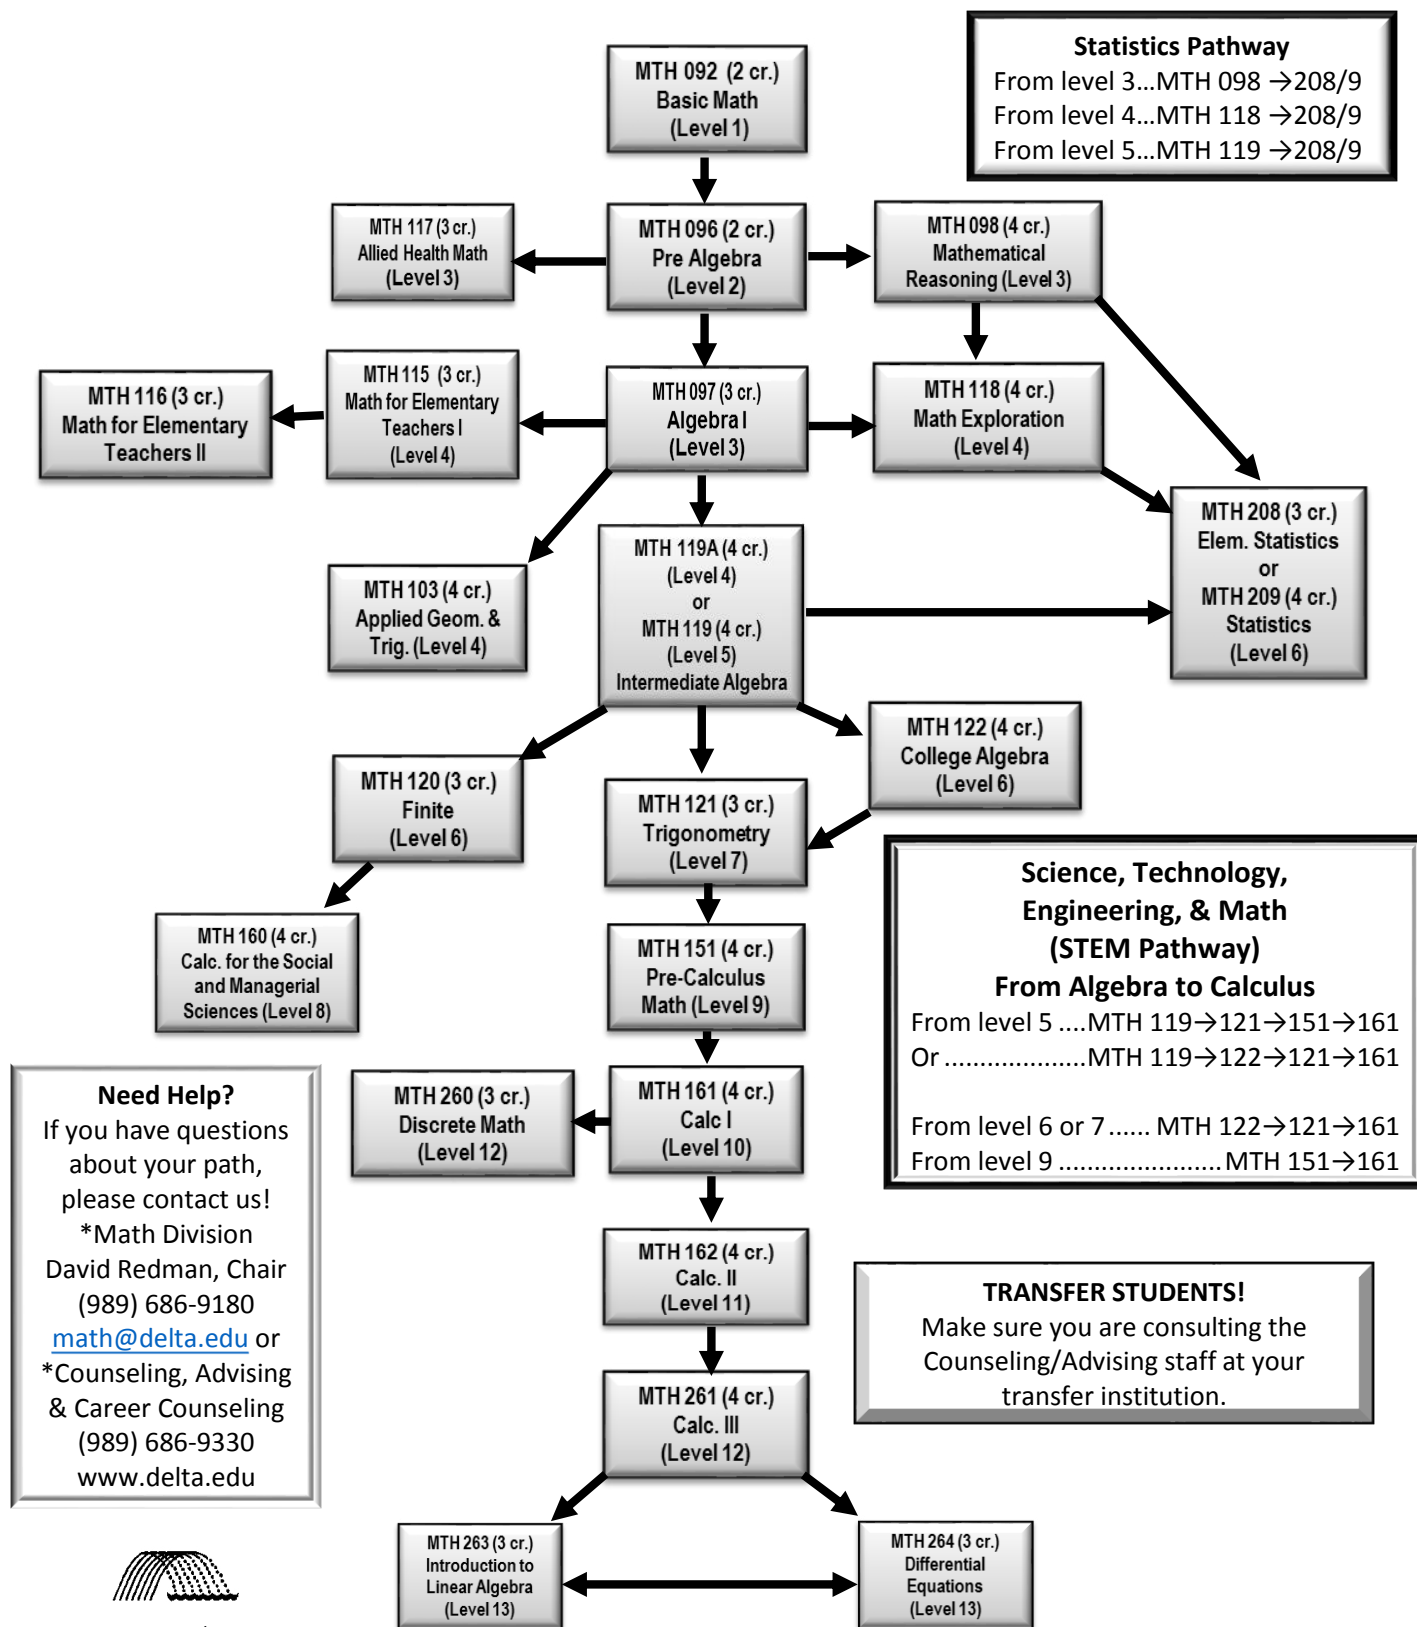 Statistics Pathway
From level 3...MTH 098 →208/9
From level 4...MTH 118 →208/9
From level 5...MTH 119 →208/9
MTH 092 (2 cr.)
Basic Math
(Level 1)
MTH 117 (3 cr.)
Allied Health Math
(Level 3)
MTH 096 (2 cr.)
Pre Algebra
(Level 2)
MTH 098 (4 cr.)
Mathematical
Reasoning (Level 3)
MTH 116 (3 cr.)
Math for Elementary
Teachers II
MTH 115 (3 cr.)
Math for Elementary
Teachers I
(Level 4)
MTH 097 (3 cr.)
Algebra I
(Level 3)
MTH 118 (4 cr.)
Math Exploration
(Level 4)
MTH 208 (3 cr.)
Elem. Statistics
or
MTH 209 (4 cr.)
Statistics
(Level 6)
MTH 103 (4 cr.)
Applied Geom. &
Trig. (Level 4)
MTH 119A (4 cr.)
(Level 4)
or
MTH 119 (4 cr.)
(Level 5)
Intermediate Algebra
MTH 122 (4 cr.)
College Algebra
(Level 6)
MTH 120 (3 cr.)
Finite
(Level 6)
MTH 121 (3 cr.)
Trigonometry
(Level 7)
MTH 160 (4 cr.)
Calc. for the Social
and Managerial
Sciences (Level 8)
MTH 151 (4 cr.)
Pre-Calculus
Math (Level 9)
Science, Technology,
Engineering, & Math
(STEM Pathway)
From Algebra to Calculus
From level 5 ....MTH 119→121→151→161
Or ....................MTH 119→122→121→161
From level 6 or 7...... MTH 122→121→161
From level 9 ....................... MTH 151→161
Need Help?
If you have questions
about your path,
please contact us!
*Math Division
David Redman, Chair
(989) 686-9180
math@delta.edu or
*Counseling, Advising
& Career Counseling
(989) 686-9330
www.delta.edu
MTH 260 (3 cr.)
Discrete Math
(Level 12)
MTH 161 (4 cr.)
Calc I
(Level 10)
MTH 162 (4 cr.)
Calc. II
(Level 11)
TRANSFER STUDENTS!
Make sure you are consulting the
Counseling/Advising staff at your
transfer institution.
MTH 261 (4 cr.)
Calc. III
(Level 12)
MTH 263 (3 cr.)
Introduction to
Linear Algebra
(Level 13)
MTH 264 (3 cr.)
Differential
Equations
(Level 13)